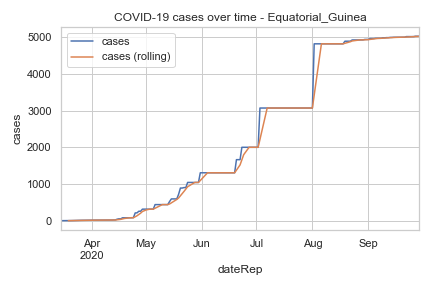 COVID-19 cases over time - Equatorial_Guinea
cases
cases (rolling)
5000
4000
3000
2000
1000
0
cases
Apr May Jun Jul Aug Sep
2020
dateRep